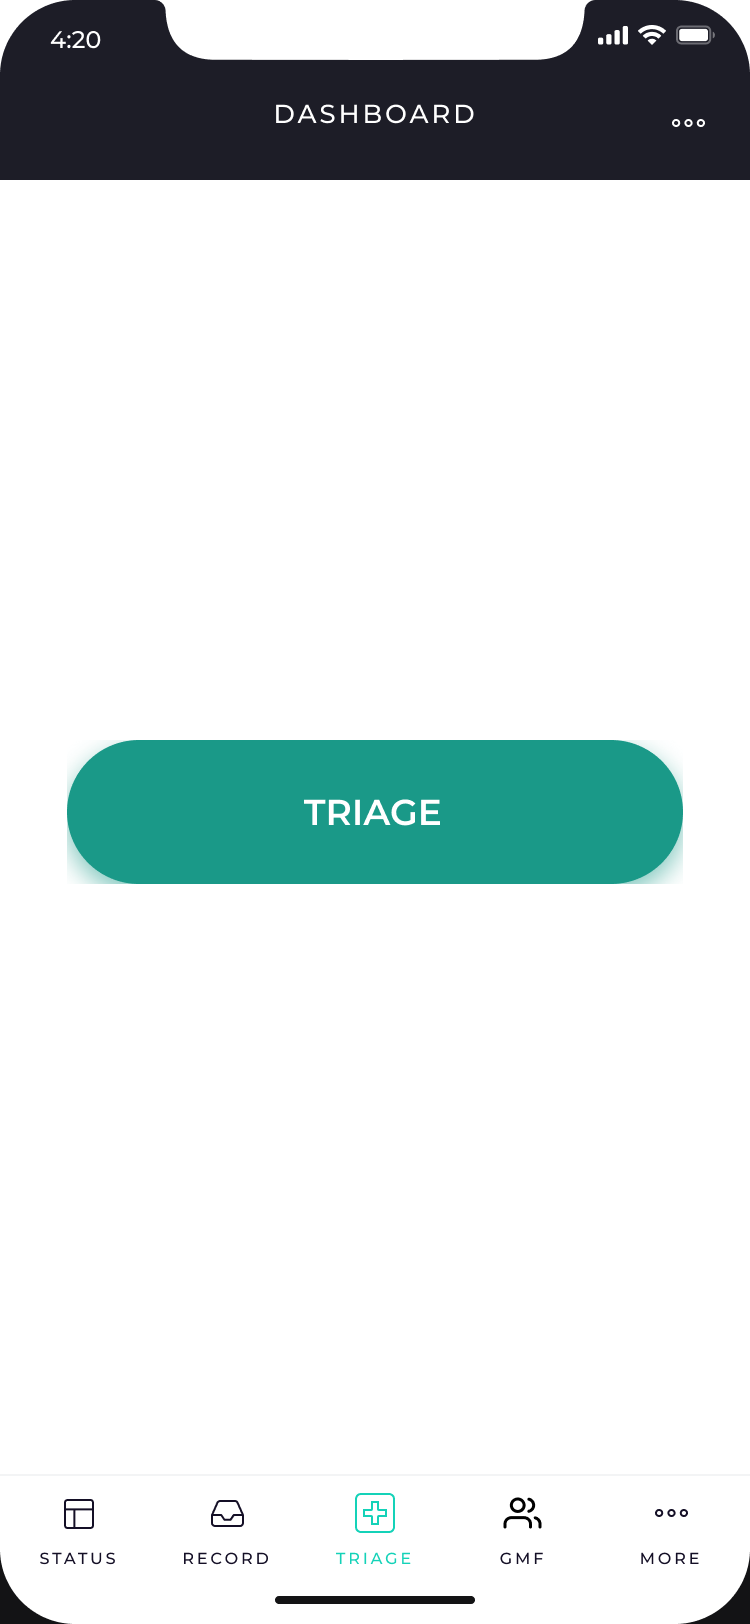 4:20
DASHBOARD
TRIAGE
STATUS RECORD TRIAGE GMF MORE